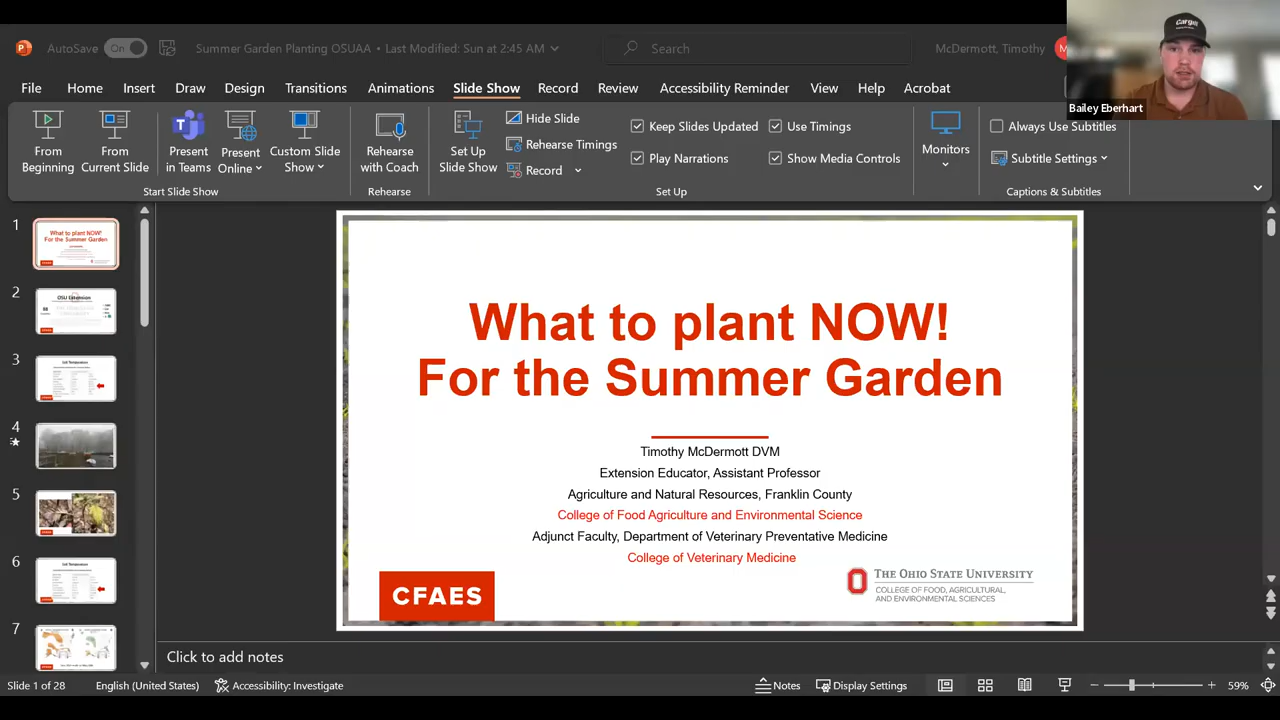 AutoSave
On
Summer Garden Planting OSUAA • Last Modified: Sun at 2:45 AM
Search
McDermott, Timothy
File Home Insert Draw Design Transitions Animations Slide Show Record Review Accessibility Reminder View Help Acrobat
Cargill
Bailey Eberhart
From Beginning
From Current Slide
Present in Teams
Present Online
Custom Slide Show
Start Slide Show
Rehearse with Coach
Rehearse
Set Up Slide Show
Hide Slide
Rehearse Timings
Record
Keep Slides Updated
Play Narrations
Use Timings
Show Media Controls
Set Up
Monitors
Always Use Subtitles
Subtitle Settings
Captions & Subtitles
1
What to plant NOW!
For the Summer Garden
2
OSU Extension
3
Soil Temperature
4
5
6
Soil Temperature
7
What to plant NOW!
For the Summer Garden
Timothy McDermott DVM
Extension Educator, Assistant Professor
Agriculture and Natural Resources, Franklin County
College of Food Agriculture and Environmental Science
Adjunct Faculty, Department of Veterinary Preventative Medicine
College of Veterinary Medicine
CFAES
THE OHIO STATE UNIVERSITY
COLLEGE OF FOOD, AGRICULTURAL,
AND ENVIRONMENTAL SCIENCES
Click to add notes
Slide 1 of 28
English (United States)
Accessibility: Investigate
Notes
Display Settings
59%